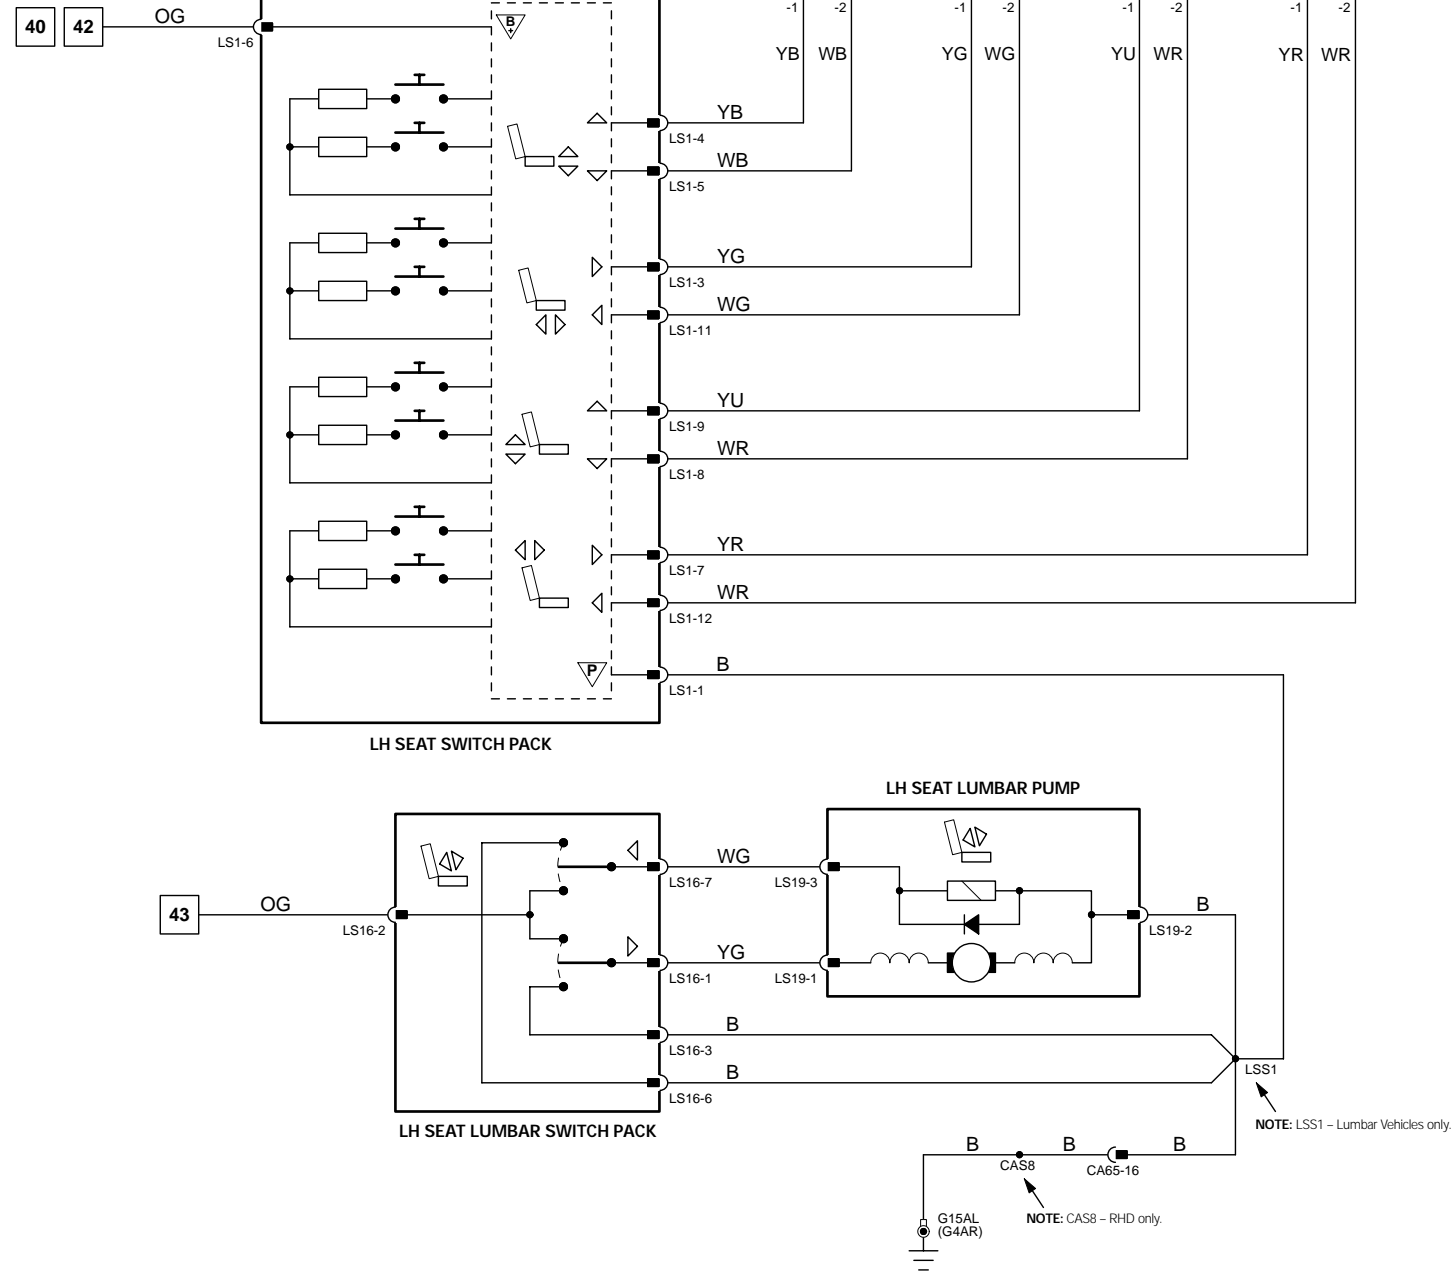 -1 -2 -1 -2 -1 -2 -1 -2
40 42 OG
LS1-6
B
+
YB WB YG WG YU WR YR WR
YB
LS1-4
WB
LS1-5
YG
LS1-3
WG
LS1-11
YU
LS1-9
WR
LS1-8
YR
LS1-7
WR
LS1-12
P
B
LS1-1
LH SEAT SWITCH PACK
LH SEAT LUMBAR PUMP
WG
LS16-7 LS19-3
43 OG
LS16-2
B
LS19-2
YG
LS16-1 LS19-1
B
LS16-3
B
LS16-6
LSS1
NOTE: LSS1 – Lumbar Vehicles only.
LH SEAT LUMBAR SWITCH PACK
B B B
CAS8 CA65-16
NOTE: CAS8 – RHD only.
G15AL
(G4AR)